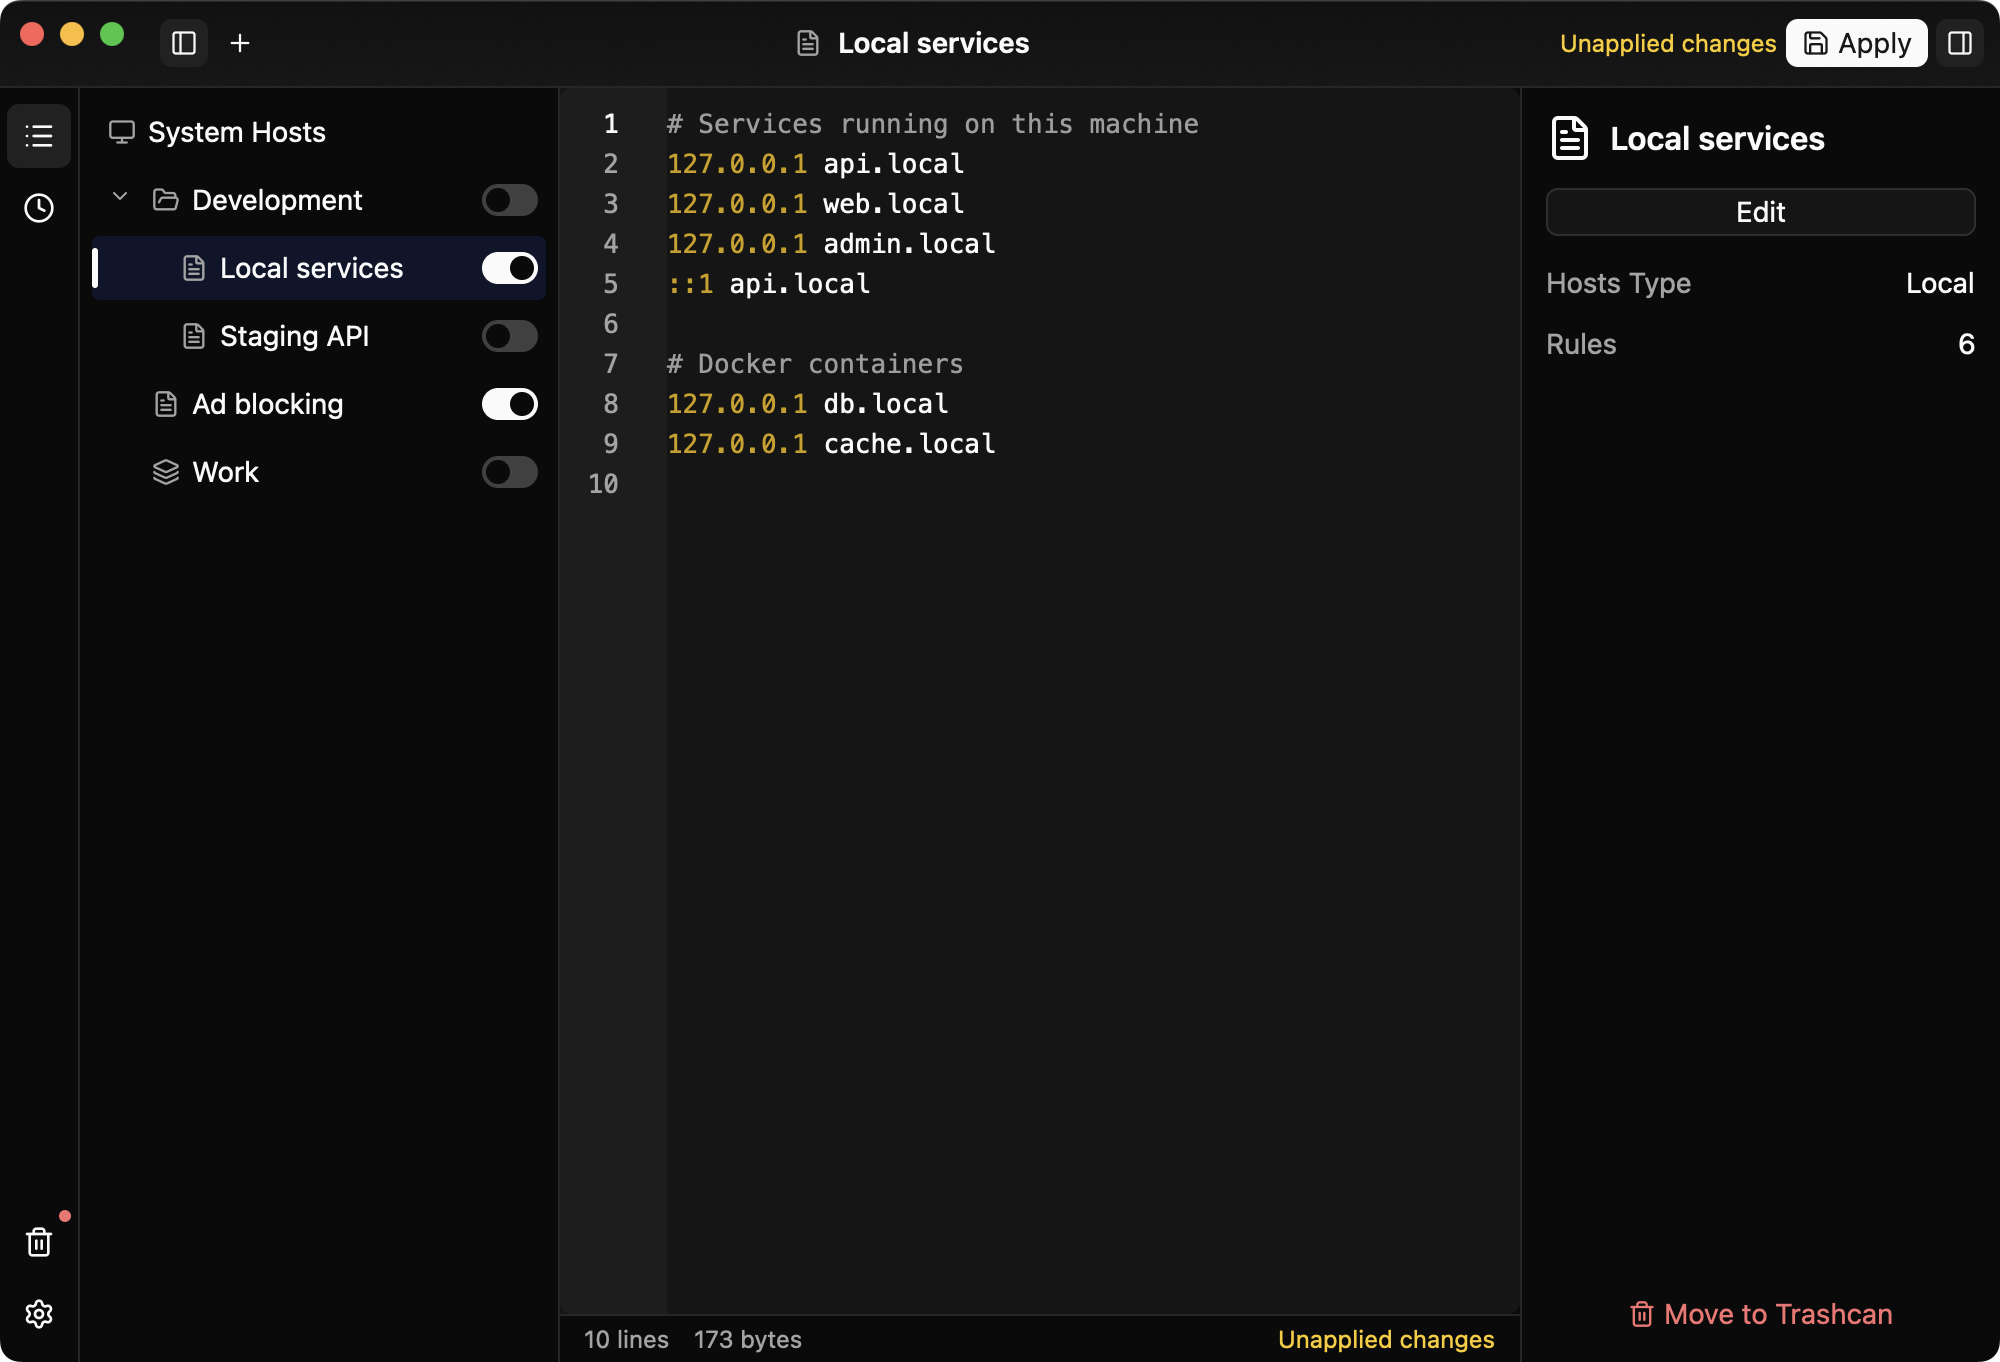 Local services
Unapplied changes
Apply
System Hosts
Development
Local services
Staging API
Ad blocking
Work
1 # Services running on this machine
2 127.0.0.1 api.local
3 127.0.0.1 web.local
4 127.0.0.1 admin.local
5 ::1 api.local
6
7 # Docker containers
8 127.0.0.1 db.local
9 127.0.0.1 cache.local
10
10 lines 173 bytes
Unapplied changes
Local services
Edit
Hosts Type Local
Rules 6
Move to Trashcan